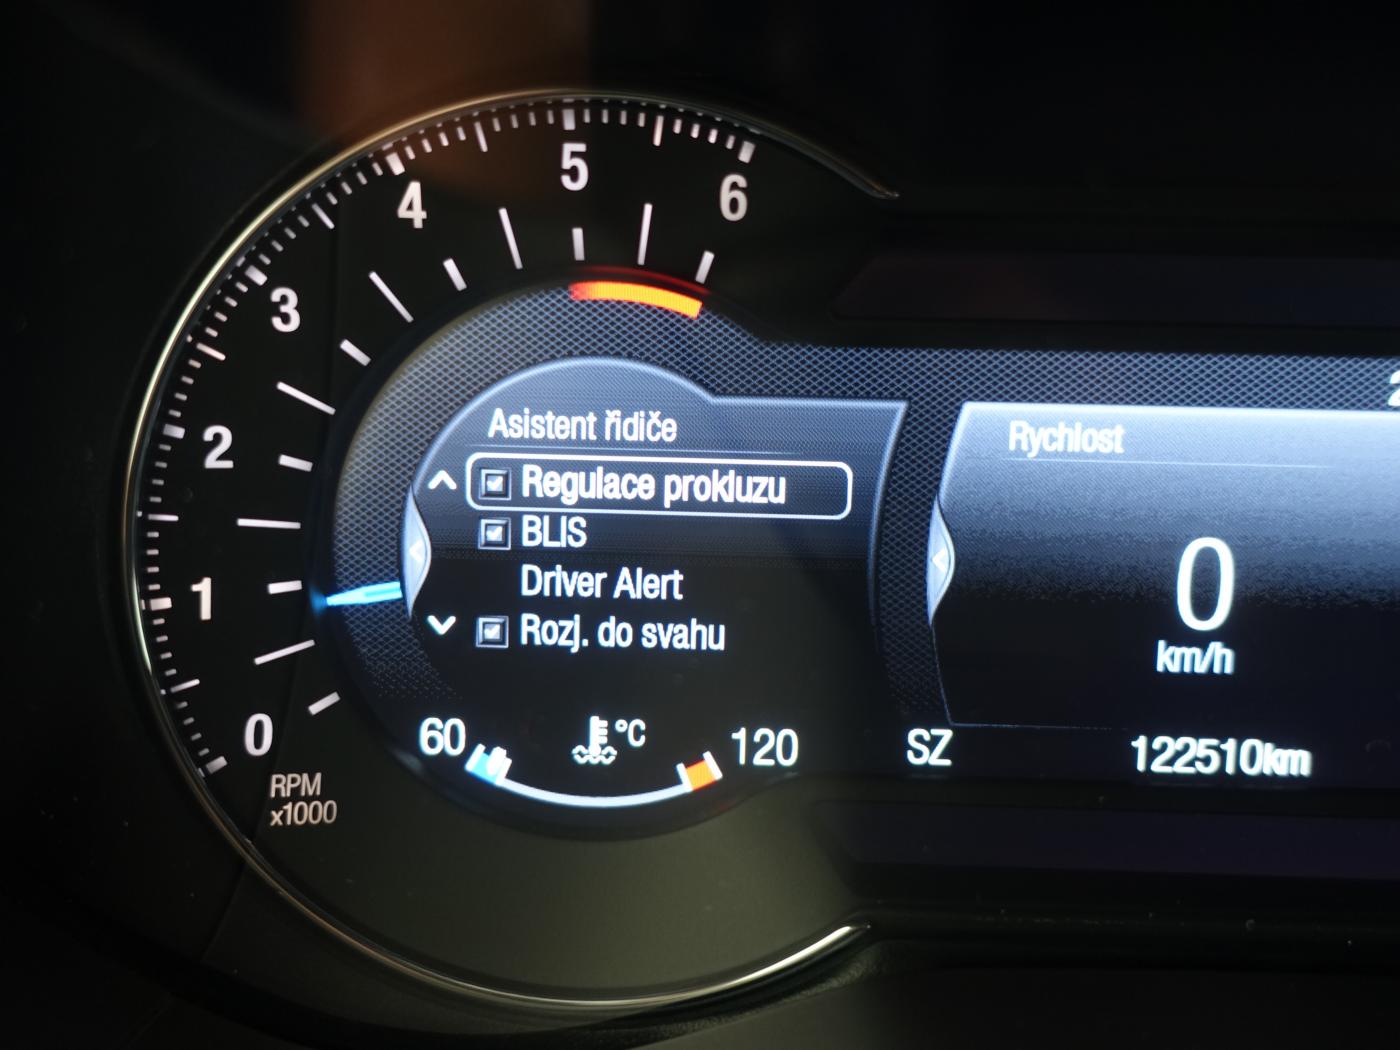 5
6
4
3
2
1
0
RPM
x1000
Asistent řidiče
Regulace prokluzu
BLIS
Driver Alert
Rozj. do svahu
60
°C
120
Rychlost
0
km/h
SZ
122510km